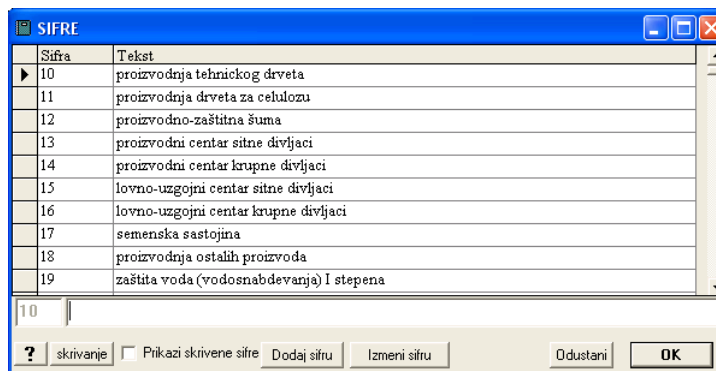 SIFRE
Sifra Tekst
10 proizvodnja tehnickog drveta
11 proizvodnja drveta za celulozu
12 proizvodno-zaštitna šuma
13 proizvodni centar sitne divljaci
14 proizvodni centar krupne divljaci
15 lovno-uzgojni centar sitne divljaci
16 lovno-uzgojni centar krupne divljaci
17 semenska sastojina
18 proizvodnja ostalih proizvoda
19 zaštita voda (vodosnabdevanja) I stepena
10
? skrivanje Prikazi skrivene sifre Dodaj sifru Izmeni sifru Odustani OK